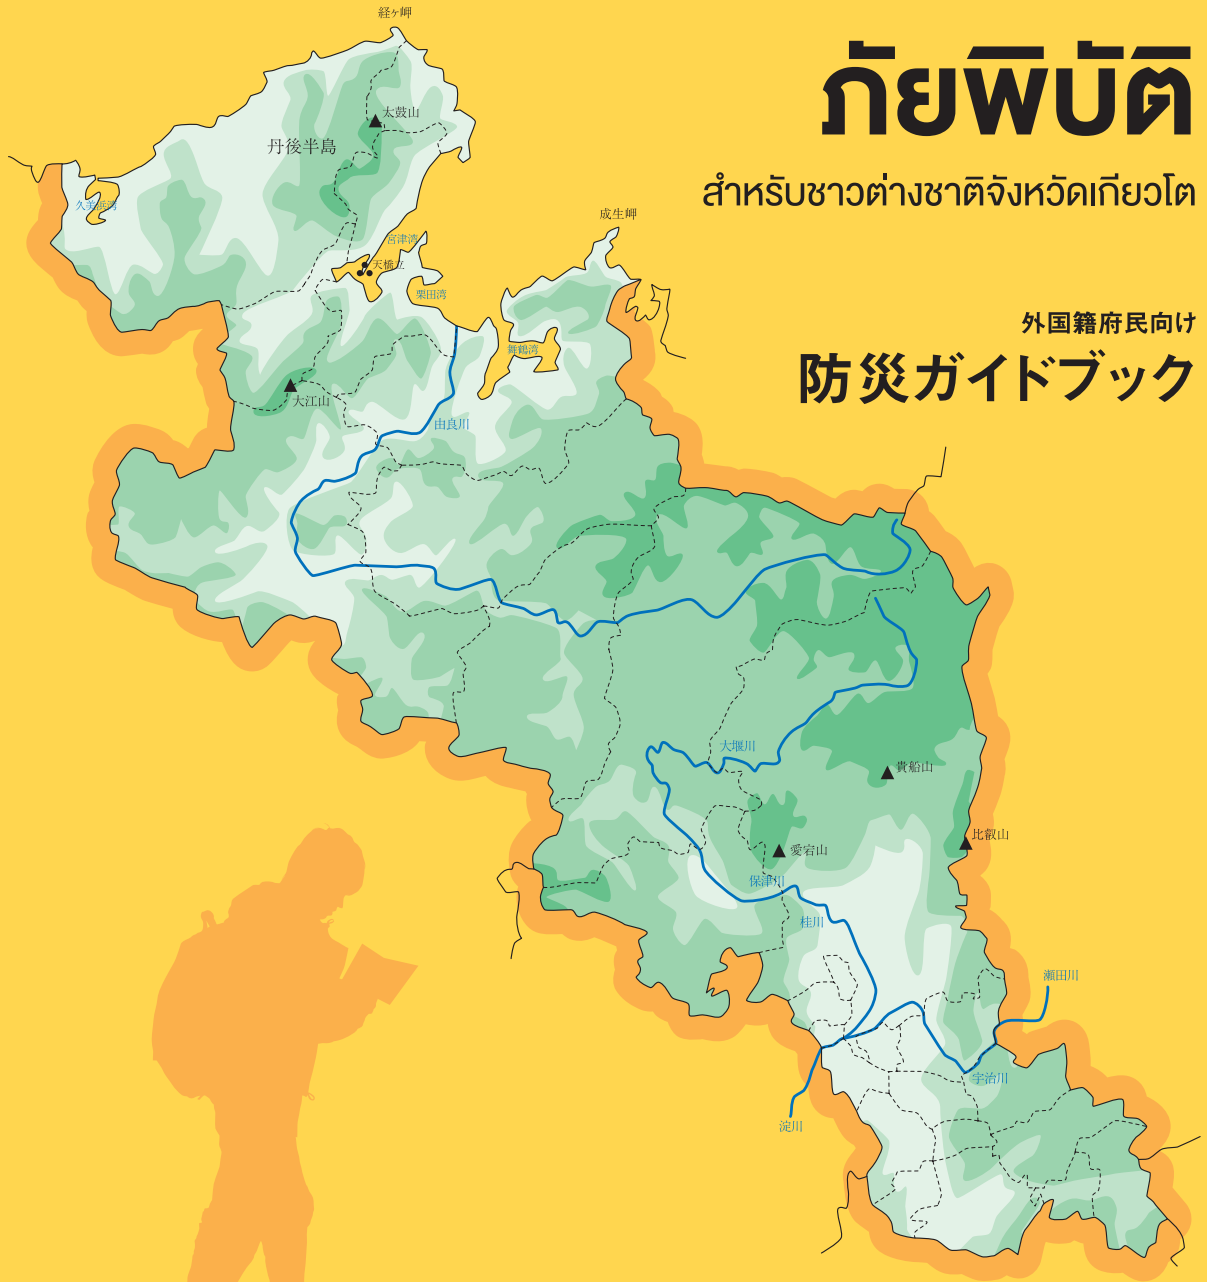 経ヶ岬
ภัยพิบัติ
太鼓山
丹後半島
สำหรับชาวต่างชาติจังหวัดเกียวโต
久美浜湾
成生岬
宮津湾
天橋立
栗田湾
外国籍府民向け
舞鶴湾
防災ガイドブック
大江山
由良川
大堰川
貴船山
比叡山
愛宕山
保津川
桂川
瀬田川
宇治川
淀川